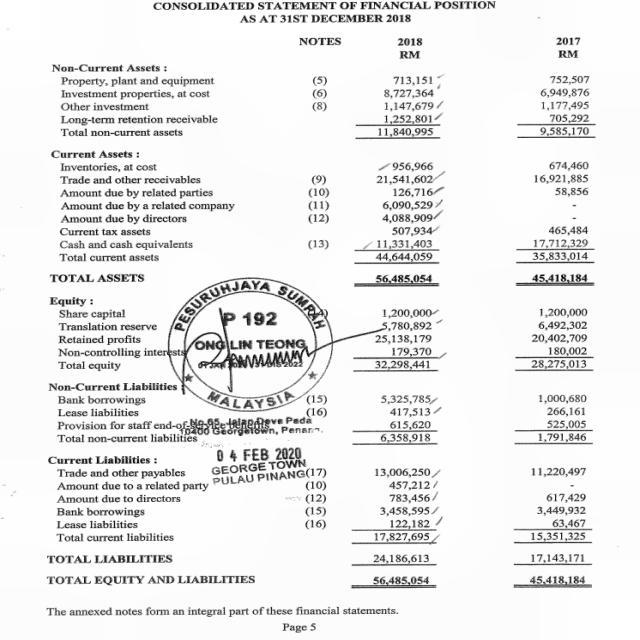 CONSOLIDATED STATEMENT OF FINANCIAL POSITION
AS AT 31ST DECEMBER 2018
NOTES 2018 2017
RM RM
Non-Current Assets :
Property, plant and equipment (5) 713,151 752,507
Investment properties, at cost (6) 8,727,364 6,949,876
Other investment (8) 1,147,679 1,177,495
Long-term retention receivable 1,252,801 705,292
Total non-current assets 11,840,995 9,585,170
Current Assets :
Inventories, at cost 956,966 674,460
Trade and other receivables (9) 21,541,602 16,921,885
Amount due by related parties (10) 126,716 58,856
Amount due by a related company (11) 6,090,529 -
Amount due by directors (12) 4,088,909 -
Current tax assets 507,934 465,484
Cash and cash equivalents (13) 11,331,403 17,712,329
Total current assets 44,644,059 35,833,014
TOTAL ASSETS 56,485,054 45,418,184
Equity :
Share capital 1,200,000 1,200,000
Translation reserve 5,780,892 6,492,302
Retained profits 25,138,179 20,402,709
Non-controlling interests 179,370 180,002
Total equity 32,298,441 28,275,013
PESURUHJAYA SUMPAH
P 192
ONG LIN TEONG
MALAYSIA
Non-Current Liabilities :
Bank borrowings (15) 5,325,785 1,000,680
Lease liabilities (16) 417,513 266,161
Provision for staff end-of-service benefits 615,620 525,005
Total non-current liabilities 6,358,918 1,791,846
10400 Georgetown, Penang.
04 FEB 2020
GEORGE TOWN
PULAU PINANG
Current Liabilities :
Trade and other payables (17) 13,006,250 11,220,497
Amount due to a related party (10) 457,212 -
Amount due to directors (12) 783,456 617,429
Bank borrowings (15) 3,458,595 3,449,932
Lease liabilities (16) 122,182 63,467
Total current liabilities 17,827,695 15,351,325
TOTAL LIABILITIES 24,186,613 17,143,171
TOTAL EQUITY AND LIABILITIES 56,485,054 45,418,184
The annexed notes form an integral part of these financial statements.
Page 5